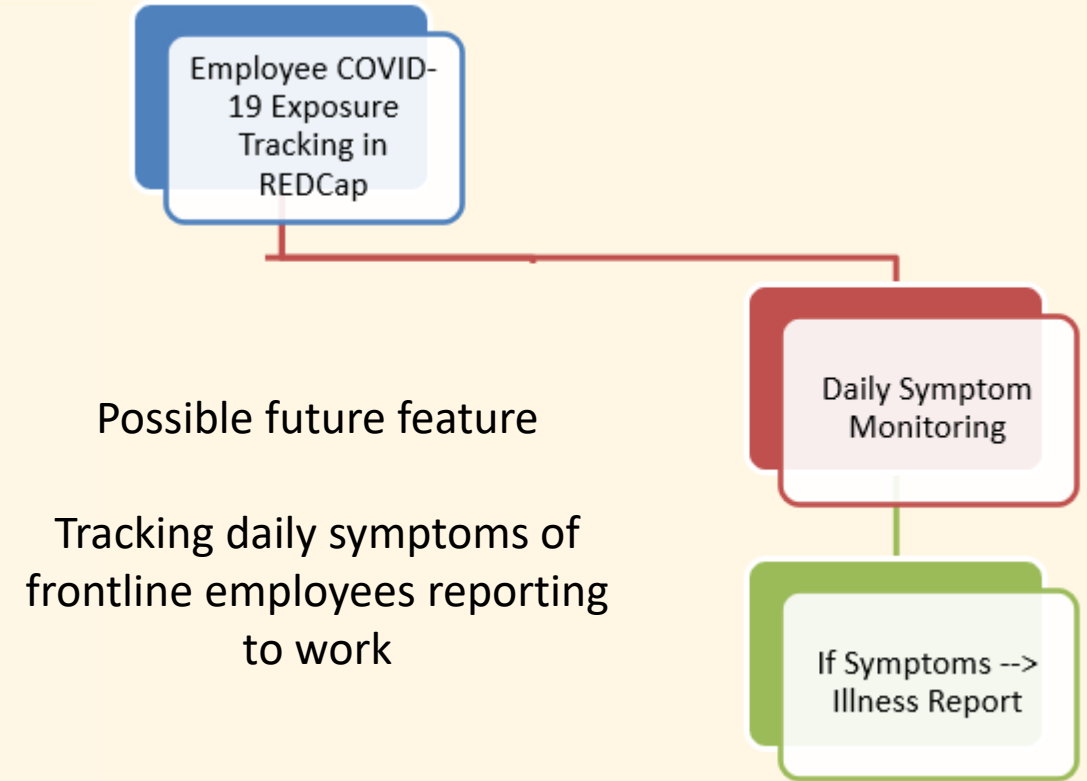 Employee COVID-
19 Exposure
Tracking in
REDCap
Daily Symptom
Monitoring
Possible future feature
Tracking daily symptoms of
frontline employees reporting
to work
If Symptoms -->
Illness Report